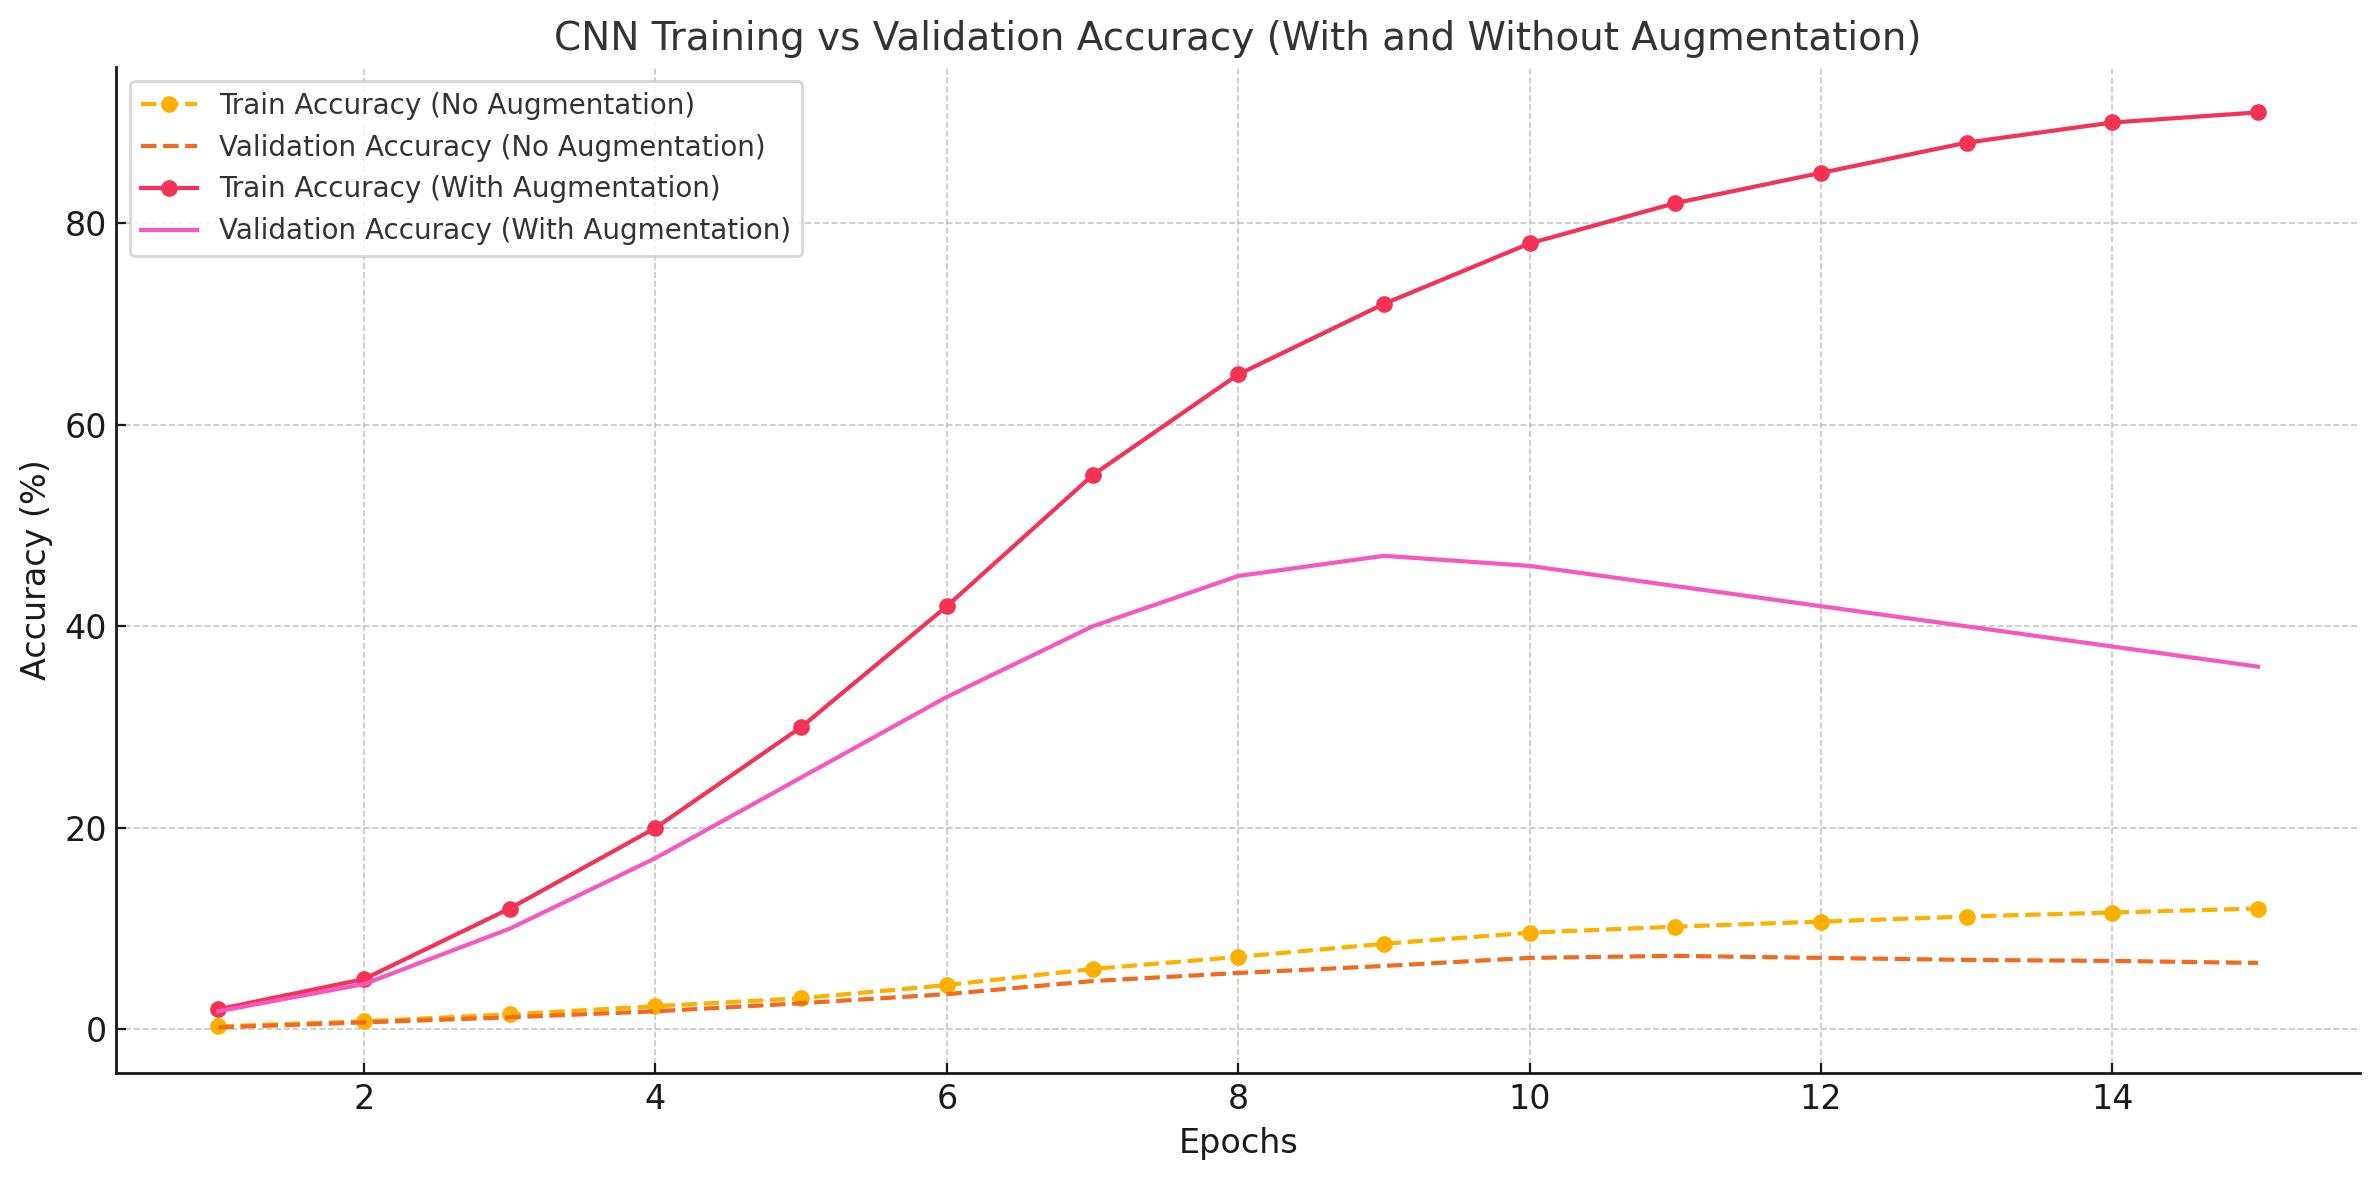 CNN Training vs Validation Accuracy (With and Without Augmentation)
Train Accuracy (No Augmentation)
Validation Accuracy (No Augmentation)
Train Accuracy (With Augmentation)
Validation Accuracy (With Augmentation)
Accuracy (%)
80
60
40
20
0
2 4 6 8 10 12 14
Epochs